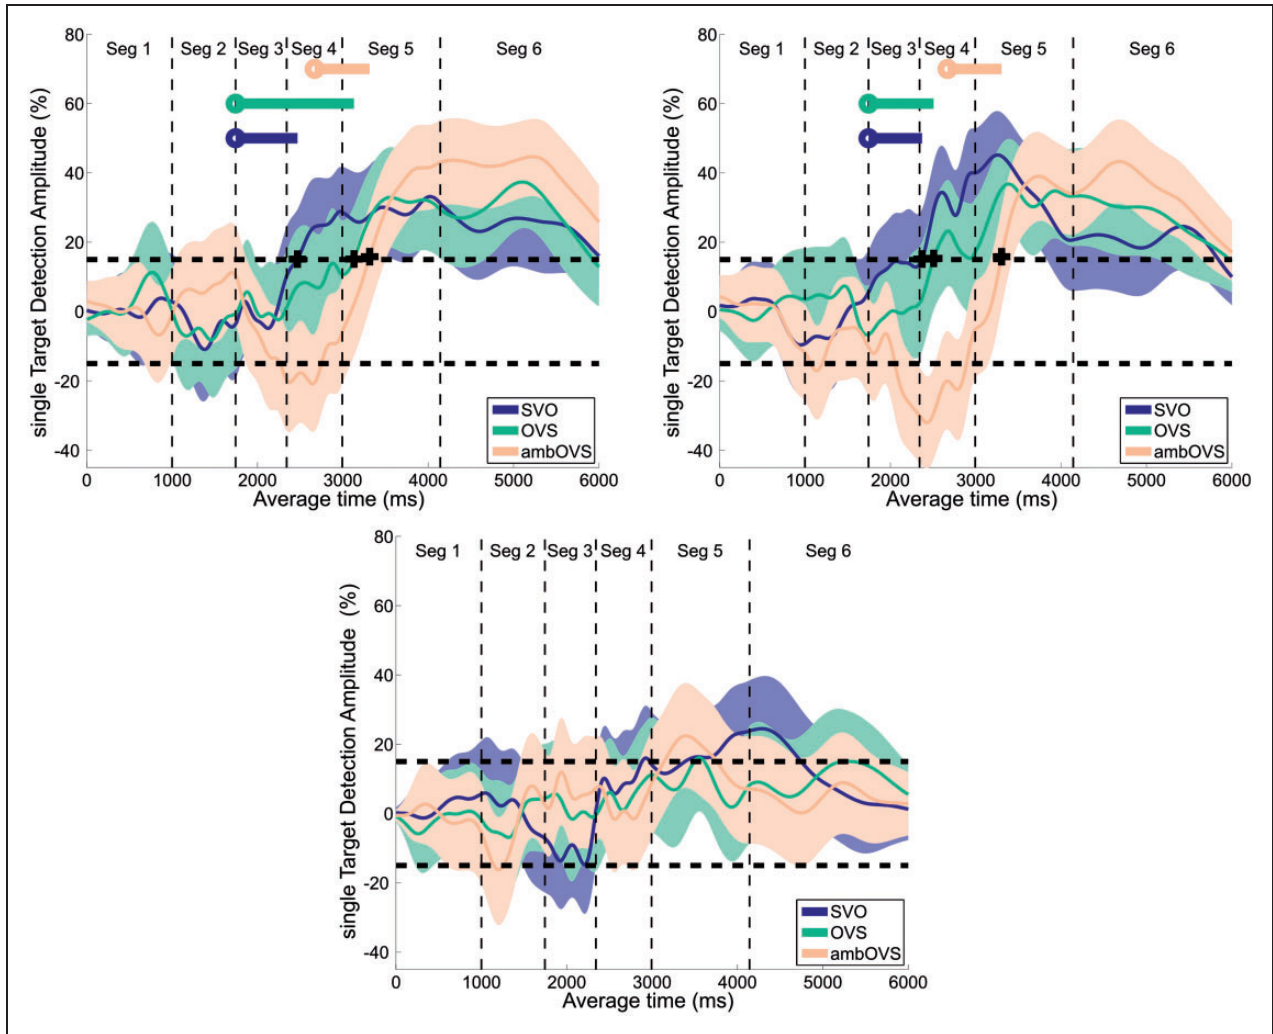 80
60
40
20
0
-20
-40
single Target Detection Amplitude (%)
Seg 1 Seg 2 Seg 3 Seg 4 Seg 5 Seg 6
SVO
OVS
ambOVS
0 1000 2000 3000 4000 5000 6000
Average time (ms)
80
60
40
20
0
-20
-40
single Target Detection Amplitude (%)
Seg 1 Seg 2 Seg 3 Seg 4 Seg 5 Seg 6
SVO
OVS
ambOVS
0 1000 2000 3000 4000 5000 6000
Average time (ms)
80
60
40
20
0
-20
-40
single Target Detection Amplitude (%)
Seg 1 Seg 2 Seg 3 Seg 4 Seg 5 Seg 6
SVO
OVS
ambOVS
0 1000 2000 3000 4000 5000 6000
Average time (ms)